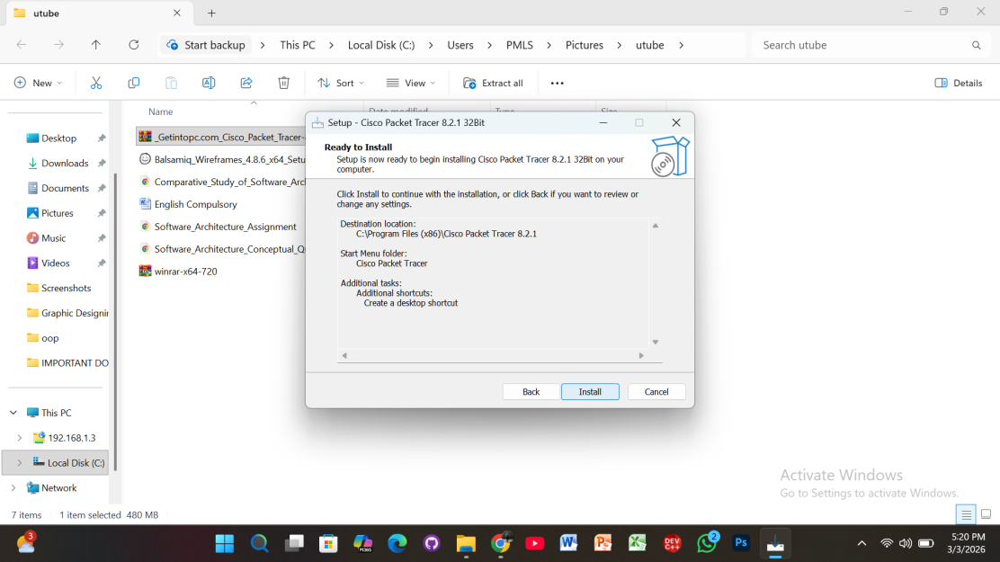 utube
Start backup > This PC > Local Disk (C:) > Users > PMLS > Pictures > utube >
Search utube
New
Sort
View
Extract all
Details
Name
Desktop
Downloads
Documents
Pictures
Music
Videos
Screenshots
Graphic Designin
oop
IMPORTANT DO
This PC
192.168.1.3
Local Disk (C:)
Network
_Getintopc.com_Cisco_Packet_Tracer-
Balsamiq_Wireframes_4.8.6_x64_Setu
Comparative_Study_of_Software_Arc
English Compulsory
Software_Architecture_Assignment
Software_Architecture_Conceptual_Q
winrar-x64-720
Date modified
Type
Size
Setup - Cisco Packet Tracer 8.2.1 32Bit
Ready to Install
Setup is now ready to begin installing Cisco Packet Tracer 8.2.1 32Bit on your
computer.
Click Install to continue with the installation, or click Back if you want to review or
change any settings.
Destination location:
C:\Program Files (x86)\Cisco Packet Tracer 8.2.1
Start Menu folder:
Cisco Packet Tracer
Additional tasks:
Additional shortcuts:
Create a desktop shortcut
Back
Install
Cancel
Activate Windows
Go to Settings to activate Windows.
7 items
1 item selected 480 MB
3
M365
DEV
C++
2
Ps
5:20 PM
3/3/2026